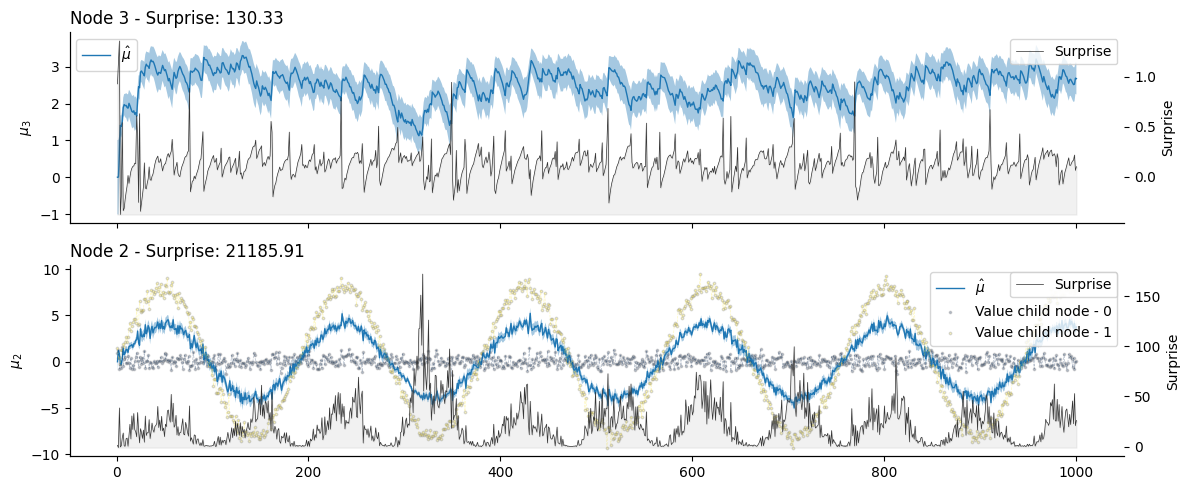 Node 3 - Surprise: 130.33
μ̂
Surprise
3
2
1
0
−1
μ₃
1.0
0.5
0.0
Surprise
Node 2 - Surprise: 21185.91
μ̂
Value child node - 0
Value child node - 1
Surprise
10
5
0
−5
−10
μ₂
150
100
50
0
Surprise
0
200
400
600
800
1000